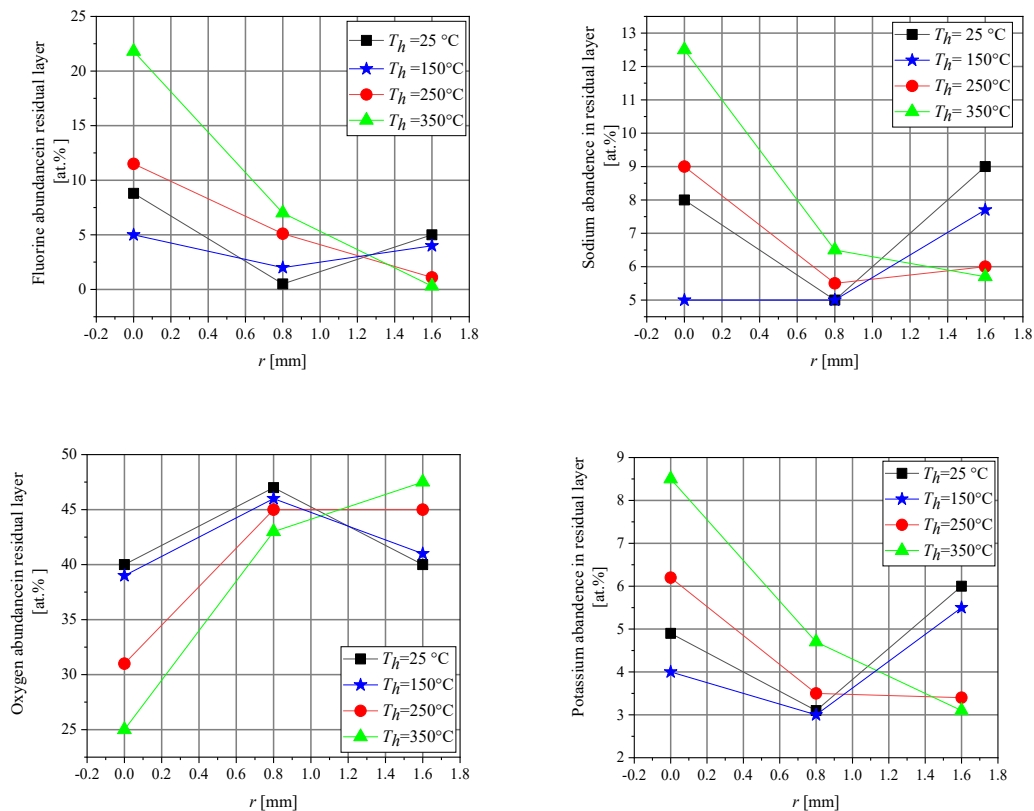 Fluorine abundancein residual layer
[at.% ]
25
20
15
10
5
0
-0.2 0.0 0.2 0.4 0.6 0.8 1.0 1.2 1.4 1.6 1.8
r [mm]
Th =25 °C
Th =150°C
Th =250°C
Th =350°C
Sodium abandence in residual layer
[at.%]
13
12
11
10
9
8
7
6
5
-0.2 0.0 0.2 0.4 0.6 0.8 1.0 1.2 1.4 1.6 1.8
r [mm]
Th= 25 °C
Th= 150°C
Th= 250°C
Th= 350°C
Oxygen abundancein residual layer
[at.% ]
50
45
40
35
30
25
-0.2 0.0 0.2 0.4 0.6 0.8 1.0 1.2 1.4 1.6 1.8
r [mm]
Th=25 °C
Th=150°C
Th=250°C
Th=350°C
Potassium abandence in residual layer
[at.%]
9
8
7
6
5
4
3
2
-0.2 0.0 0.2 0.4 0.6 0.8 1.0 1.2 1.4 1.6 1.8
r [mm]
Th=25 °C
Th=150°C
Th=250°C
Th=350°C